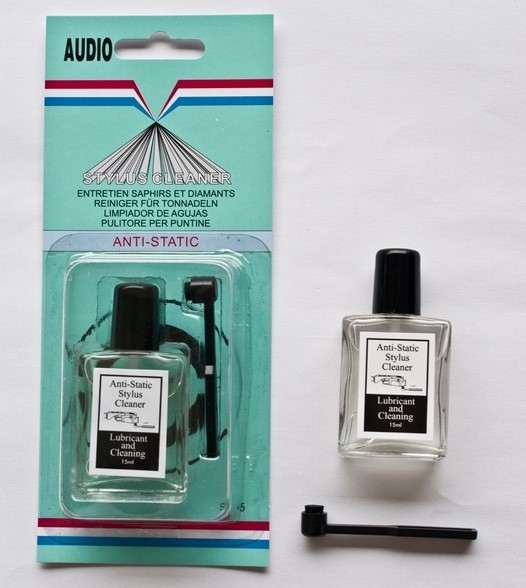 AUDIO
STYLUS CLEANER
ENTRETIEN SAPHIRS ET DIAMANTS
REINIGER FÜR TONNADELN
LIMPIADOR DE AGUJAS
PULITORE PER PUNTINE
ANTI-STATIC
Anti-Static
Stylus
Cleaner
Lubricant
and
Cleaning
15ml
Anti-Static
Stylus
Cleaner
Lubricant
and
Cleaning
15ml